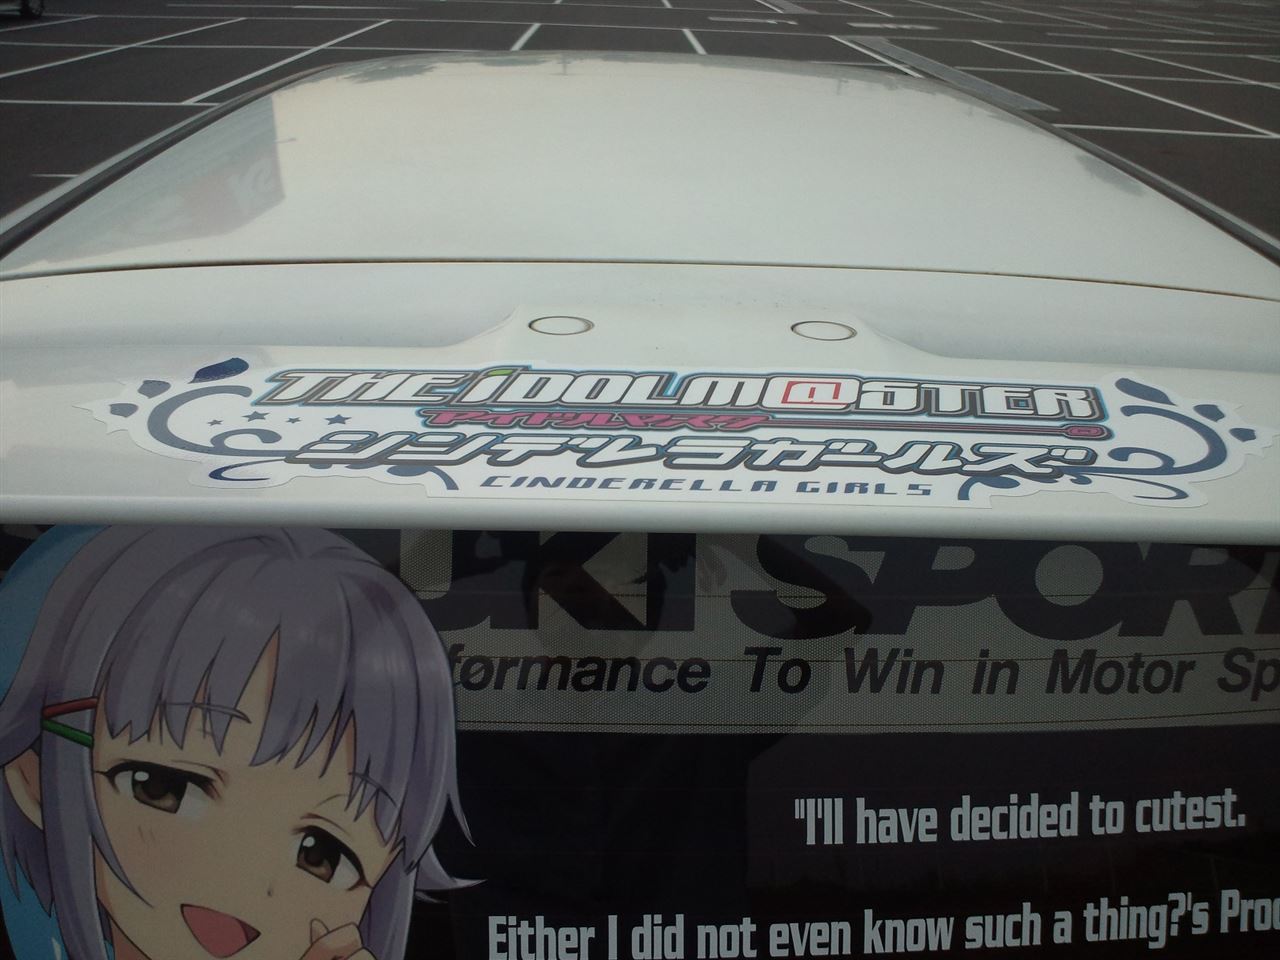 THE iDOLM@STER
アイドルマスター
シンデレラガールズ
CINDERELLA GIRLS
UKI SPOR
formance To Win in Motor Sp
"I'll have decided to cutest.
Either I did not even know such a thing?'s Prod